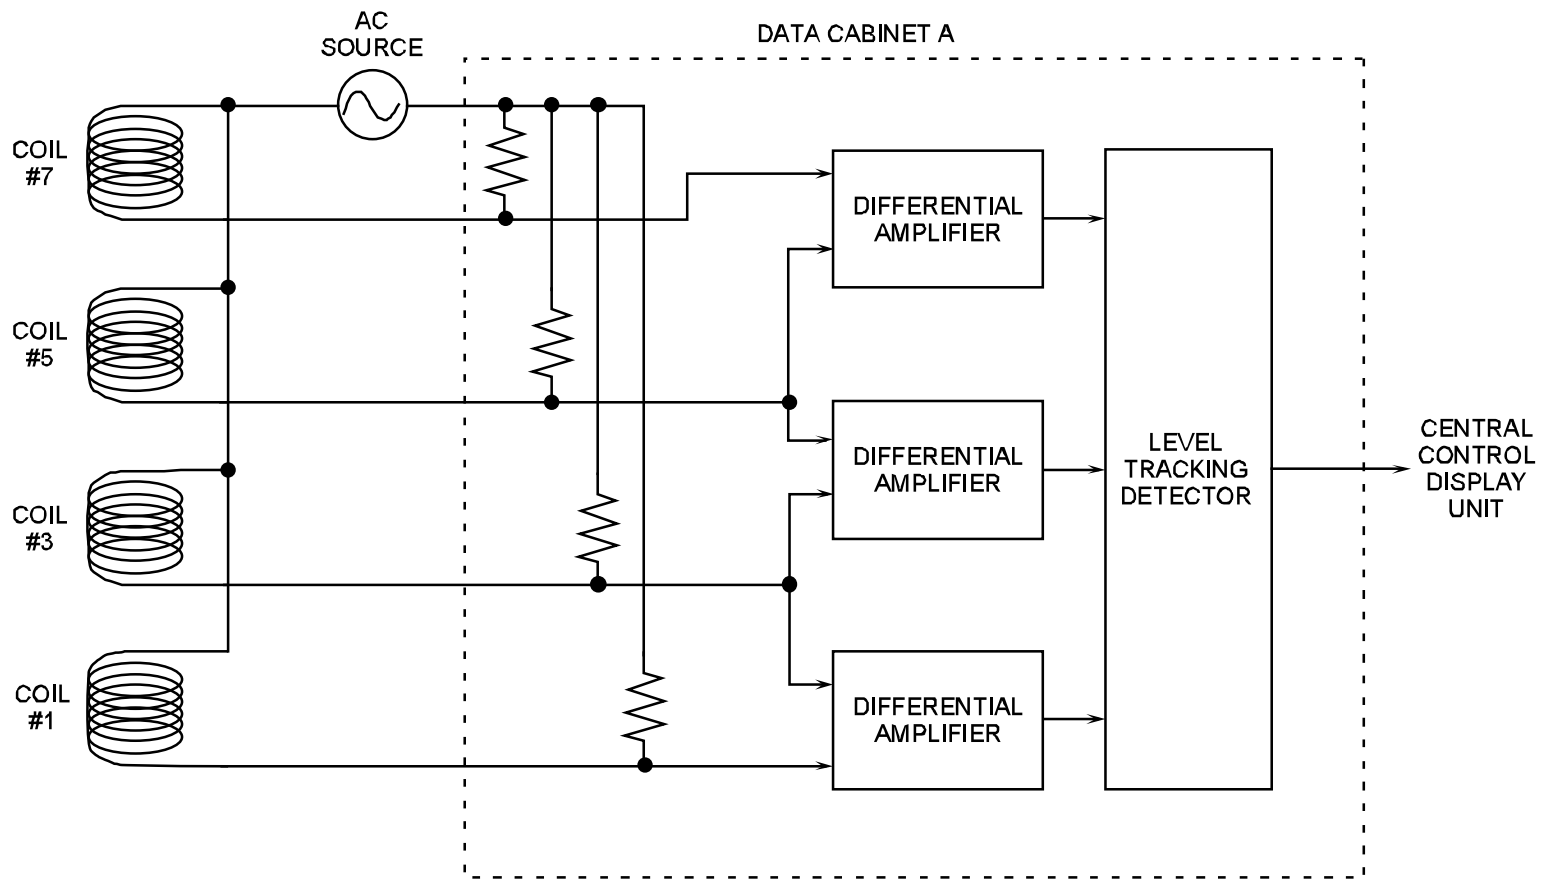 AC
SOURCE
DATA CABINET A
COIL
#7
DIFFERENTIAL
AMPLIFIER
COIL
#5
DIFFERENTIAL
AMPLIFIER
LEVEL
TRACKING
DETECTOR
CENTRAL
CONTROL
DISPLAY
UNIT
COIL
#3
COIL
#1
DIFFERENTIAL
AMPLIFIER